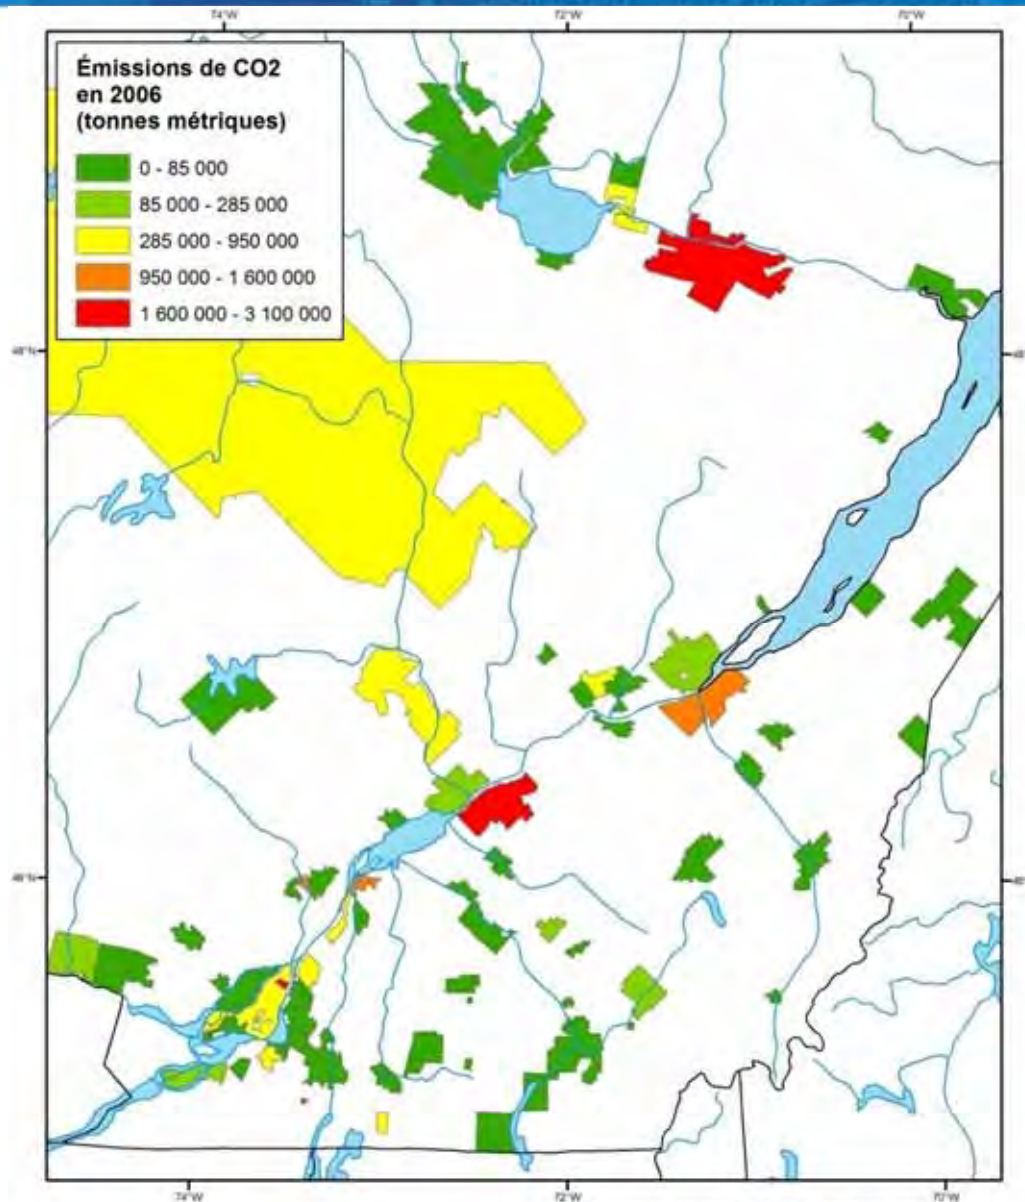 74°W 72°W 70°W
Émissions de CO2
en 2006
(tonnes métriques)
0 - 85 000
85 000 - 285 000
285 000 - 950 000
950 000 - 1 600 000
1 600 000 - 3 100 000
48°N
74°W 72°W 70°W